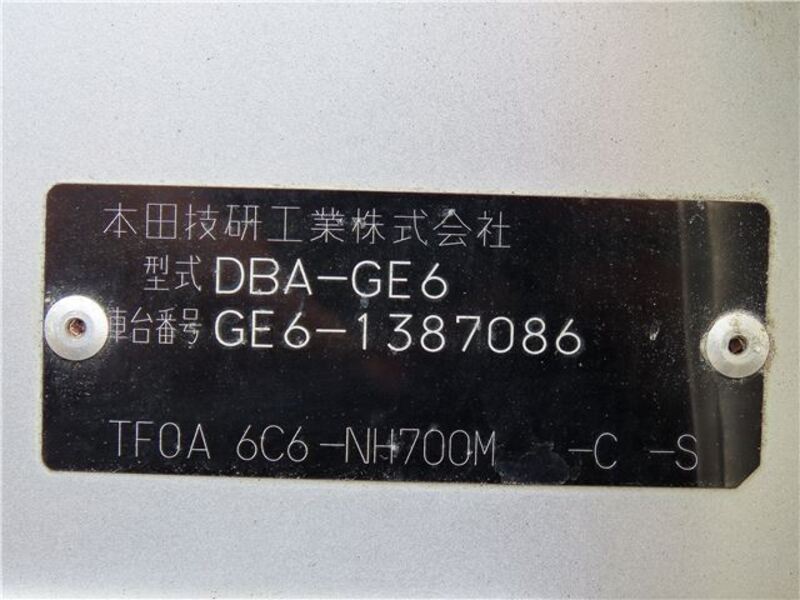 本田技研工業株式会社
型式 DBA-GE6
車台番号 GE6-1387086
TF0A 6C6-NH700M -C -S